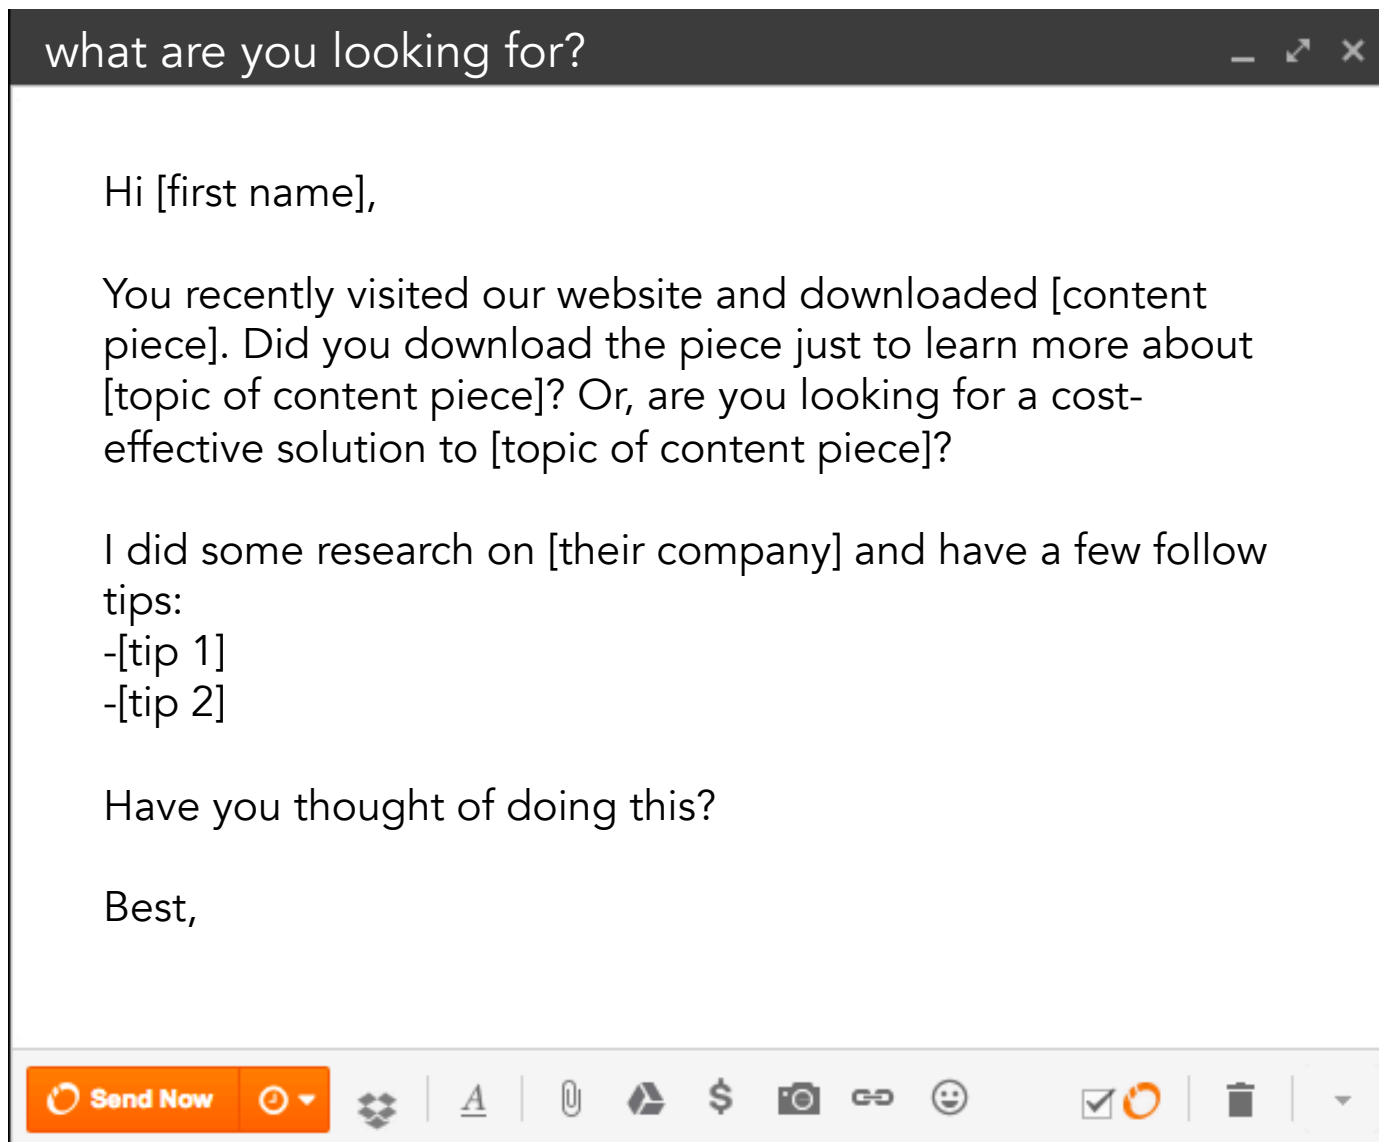 what are you looking for?
Hi [first name],
You recently visited our website and downloaded [content
piece]. Did you download the piece just to learn more about
[topic of content piece]? Or, are you looking for a cost-
effective solution to [topic of content piece]?
I did some research on [their company] and have a few follow
tips:
-[tip 1]
-[tip 2]
Have you thought of doing this?
Best,
Send Now